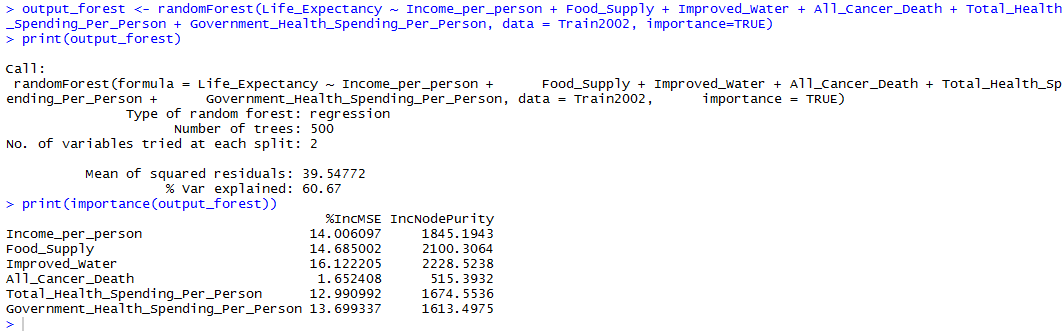 > output_forest <- randomForest(Life_Expectancy ~ Income_per_person + Food_Supply + Improved_Water + All_Cancer_Death + Total_Health
_Spending_Per_Person + Government_Health_Spending_Per_Person, data = Train2002, importance=TRUE)
> print(output_forest)
Call:
randomForest(formula = Life_Expectancy ~ Income_per_person + Food_Supply + Improved_Water + All_Cancer_Death + Total_Health_Sp
ending_Per_Person + Government_Health_Spending_Per_Person, data = Train2002, importance = TRUE)
Type of random forest: regression
Number of trees: 500
No. of variables tried at each split: 2
Mean of squared residuals: 39.54772
% Var explained: 60.67
> print(importance(output_forest))
%IncMSE IncNodePurity
Income_per_person 14.006097 1845.1943
Food_Supply 14.685002 2100.3064
Improved_Water 16.122205 2228.5238
All_Cancer_Death 1.652408 515.3932
Total_Health_Spending_Per_Person 12.990992 1674.5536
Government_Health_Spending_Per_Person 13.699337 1613.4975
>